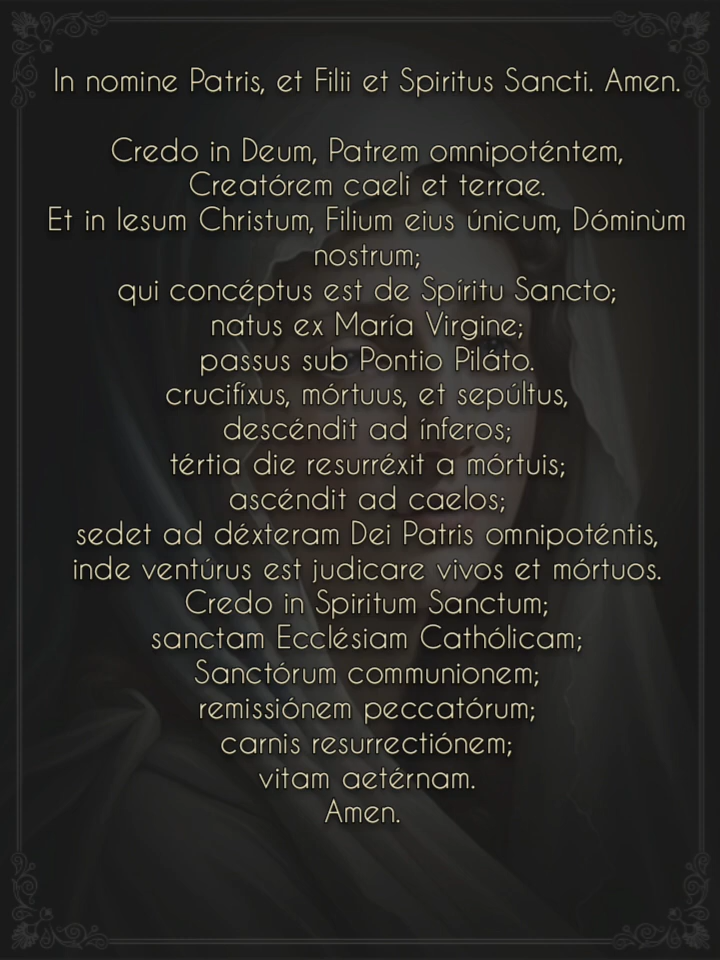 In nomine Patris, et Filii et Spiritus Sancti. Amen.
Credo in Deum, Patrem omnipoténtem,
Creatórem caeli et terrae.
Et in Iesum Christum, Filium eius únicum, Dóminùm
nostrum;
qui concéptus est de Spíritu Sancto;
natus ex María Virgine;
passus sub Pontio Piláto.
crucifíxus, mórtuus, et sepúltus,
descéndit ad ínferos;
tértia die resurréxit a mórtuis;
ascéndit ad caelos;
sedet ad déxteram Dei Patris omnipoténtis,
inde ventúrus est judicare vivos et mórtuos.
Credo in Spiritum Sanctum;
sanctam Ecclésiam Cathólicam;
Sanctórum communionem;
remissiónem peccatórum;
carnis resurrectiónem;
vitam aetérnam.
Amen.